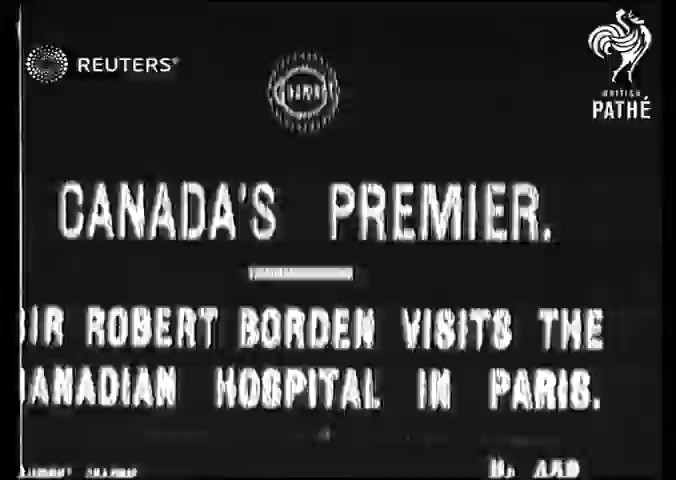 REUTERS
BRITISH
PATHÉ
CANADA'S PREMIER.
SIR ROBERT BORDEN VISITS THE
CANADIAN HOSPITAL IN PARIS.